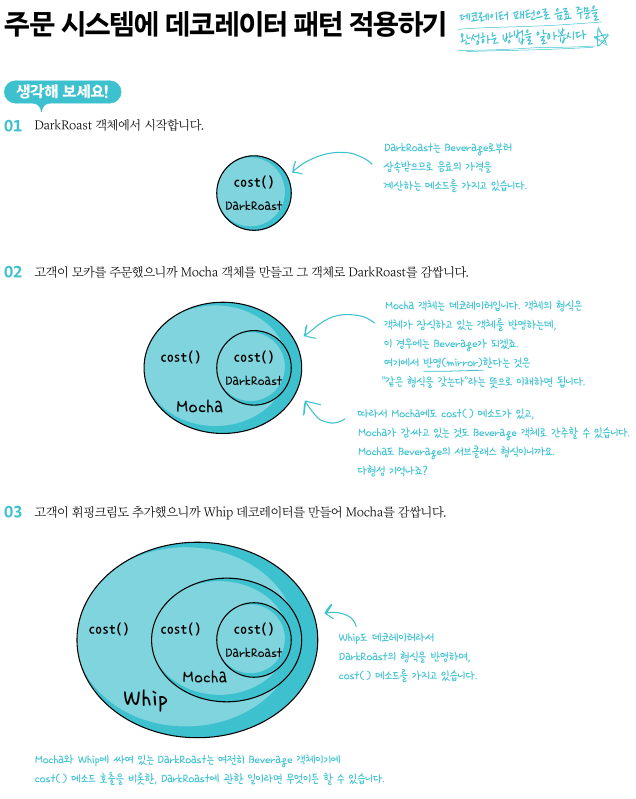 주문 시스템에 데코레이터 패턴 적용하기
데코레이터 패턴으로 음료 주문을
완성하는 방법을 알아봅시다
생각해 보세요!
01 DarkRoast 객체에서 시작합니다.
cost()
DarkRoast
DarkRoast는 Beverage로부터
상속받으므로 음료의 가격을
계산하는 메소드를 가지고 있습니다.
02 고객이 모카를 주문했으니까 Mocha 객체를 만들고 그 객체로 DarkRoast를 감쌉니다.
cost()
cost()
DarkRoast
Mocha
Mocha 객체는 데코레이터입니다. 객체의 형식은
객체가 장식하고 있는 객체를 반영하는데,
이 경우에는 Beverage가 되겠죠.
여기에서 반영(mirror)한다는 것은
"같은 형식을 갖는다"라는 뜻으로 이해하면 됩니다.
따라서 Mocha에도 cost( ) 메소드가 있고,
Mocha가 감싸고 있는 것도 Beverage 객체로 간주할 수 있습니다.
Mocha도 Beverage의 서브클래스 형식이니까요.
다형성 기억나죠?
03 고객이 휘핑크림도 추가했으니까 Whip 데코레이터를 만들어 Mocha를 감쌉니다.
cost()
cost()
cost()
DarkRoast
Mocha
Whip
Whip도 데코레이터라서
DarkRoast의 형식을 반영하며,
cost( ) 메소드를 가지고 있습니다.
Mocha와 Whip에 싸여 있는 DarkRoast는 여전히 Beverage 객체이기에
cost( ) 메소드 호출을 비롯한, DarkRoast에 관한 일이라면 무엇이든 할 수 있습니다.